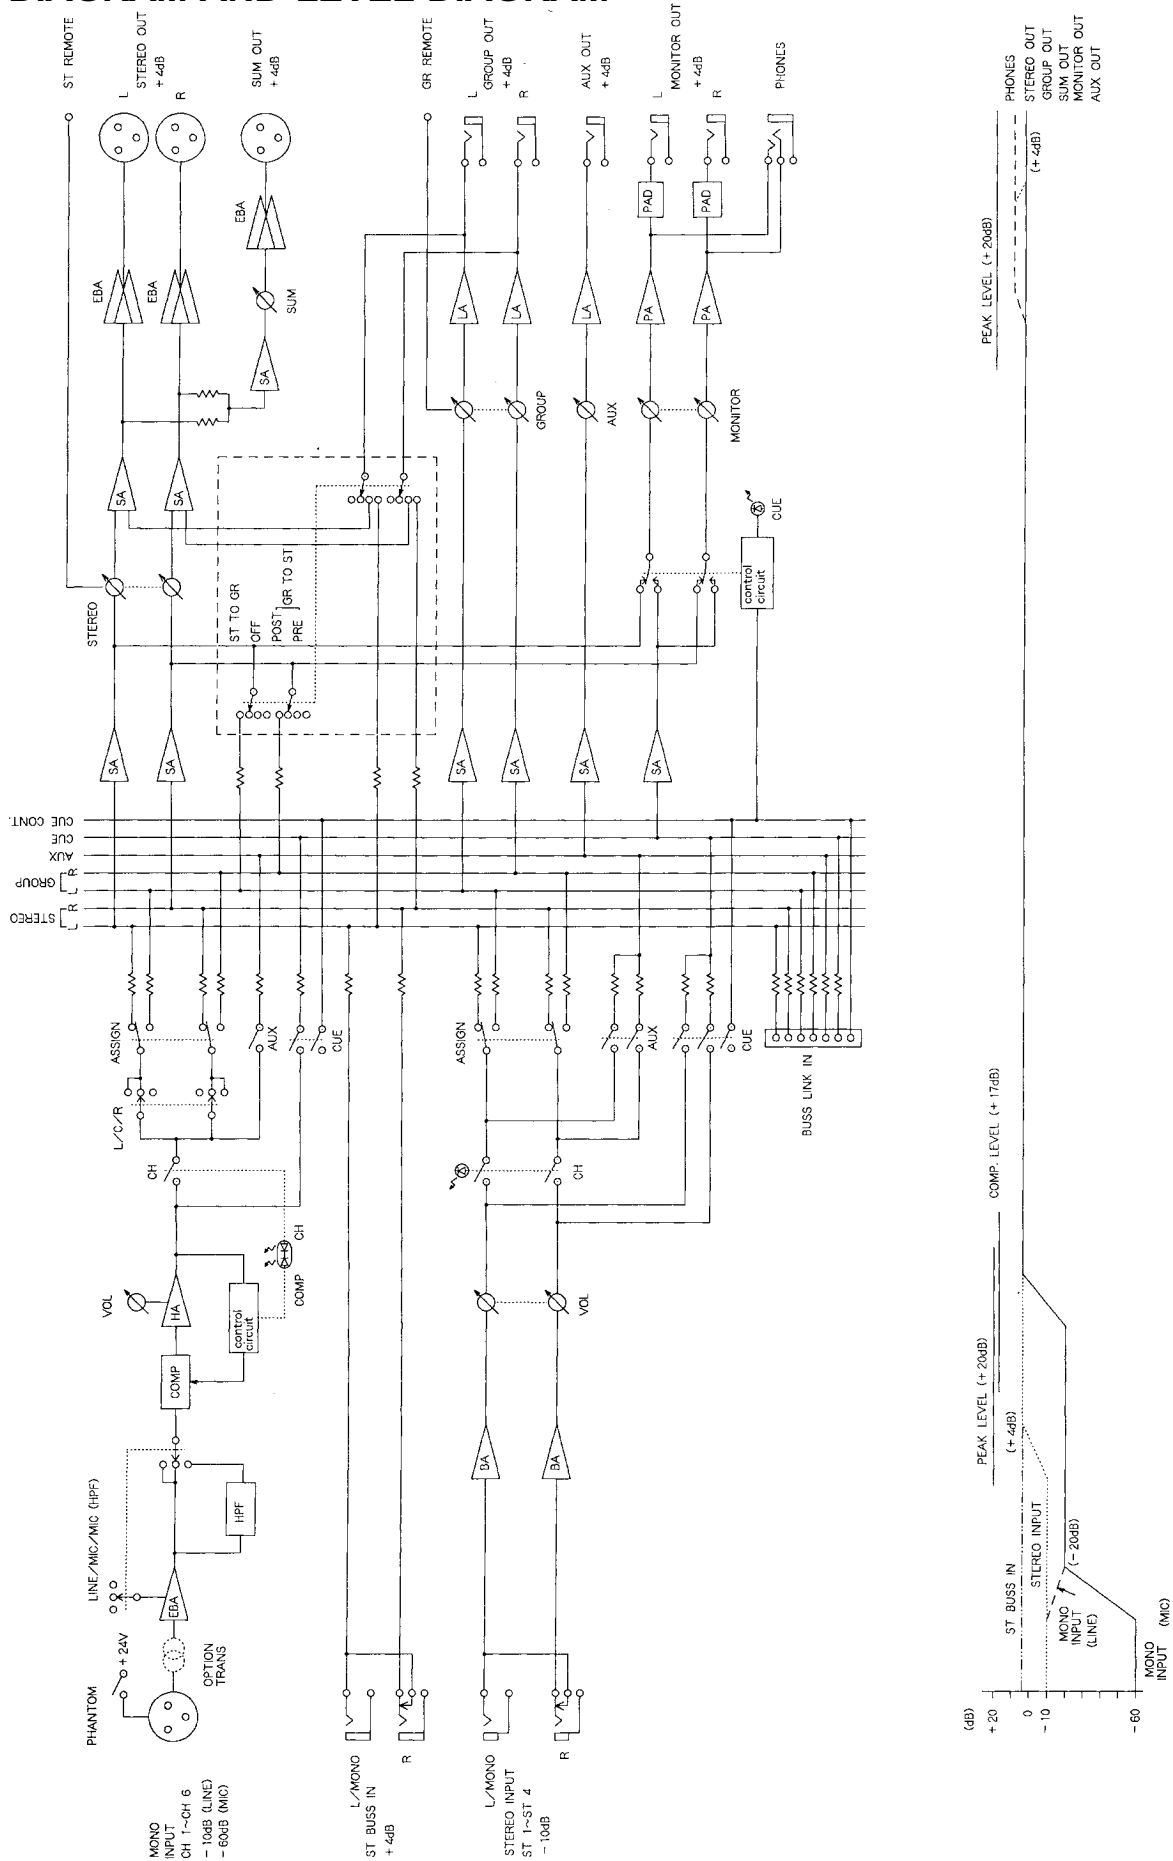 DIAGRAM AND LEVEL DIAGRAM
PHANTOM
+24V
MONO
INPUT
CH 1~CH 6
-10dB (LINE)
-60dB (MIC)
OPTION
TRANS
EBA
LINE/MIC/MIC (HPF)
HPF
COMP
control
circuit
VOL
HA
COMP
CH
CH
L/C/R
ASSIGN
AUX
CUE
L/MONO
ST BUSS IN
+4dB
R
L/MONO
STEREO INPUT
ST 1~ST 4
-10dB
R
BA
BA
VOL
CH
ASSIGN
AUX
CUE
BUSS LINK IN
STEREO
L
R
GROUP
L
R
AUX
CUE
CUE CONT.
SA
SA
SA
SA
SA
SA
STEREO
ST TO GR
OFF
POST
PRE
GR TO ST
SA
SA
SA
SUM
EBA
EBA
EBA
ST REMOTE
L
STEREO OUT
+4dB
R
SUM OUT
+4dB
GR REMOTE
GROUP
LA
LA
L
GROUP OUT
+4dB
R
AUX
LA
AUX OUT
+4dB
MONITOR
PA
PA
PAD
PAD
L
MONITOR OUT
+4dB
R
PHONES
control
circuit
CUE
(dB)
+20
0
-10
-60
MONO
INPUT
(MIC)
MONO
INPUT
(LINE)
(-20dB)
STEREO INPUT
ST BUSS IN
(+4dB)
PEAK LEVEL (+20dB)
COMP. LEVEL (+17dB)
PEAK LEVEL (+20dB)
(+4dB)
PHONES
STEREO OUT
GROUP OUT
SUM OUT
MONITOR OUT
AUX OUT